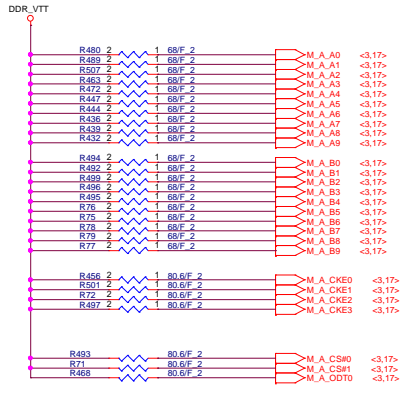 DDR_VTT
R480 2 1 68/F_2 M_A_A0 <3,17>
R489 2 1 68/F_2 M_A_A1 <3,17>
R507 2 1 68/F_2 M_A_A2 <3,17>
R463 2 1 68/F_2 M_A_A3 <3,17>
R472 2 1 68/F_2 M_A_A4 <3,17>
R447 2 1 68/F_2 M_A_A5 <3,17>
R444 2 1 68/F_2 M_A_A6 <3,17>
R436 2 1 68/F_2 M_A_A7 <3,17>
R439 2 1 68/F_2 M_A_A8 <3,17>
R432 2 1 68/F_2 M_A_A9 <3,17>
R494 2 1 68/F_2 M_A_B0 <3,17>
R492 2 1 68/F_2 M_A_B1 <3,17>
R499 2 1 68/F_2 M_A_B2 <3,17>
R496 2 1 68/F_2 M_A_B3 <3,17>
R495 2 1 68/F_2 M_A_B4 <3,17>
R76 2 1 68/F_2 M_A_B5 <3,17>
R75 2 1 68/F_2 M_A_B6 <3,17>
R78 2 1 68/F_2 M_A_B7 <3,17>
R79 2 1 68/F_2 M_A_B8 <3,17>
R77 2 1 68/F_2 M_A_B9 <3,17>
R456 2 1 80.6/F_2 M_A_CKE0 <3,17>
R501 2 1 80.6/F_2 M_A_CKE1 <3,17>
R72 2 1 80.6/F_2 M_A_CKE2 <3,17>
R497 2 1 80.6/F_2 M_A_CKE3 <3,17>
R493 80.6/F_2 M_A_CS#0 <3,17>
R71 80.6/F_2 M_A_CS#1 <3,17>
R468 80.6/F_2 M_A_ODT0 <3,17>